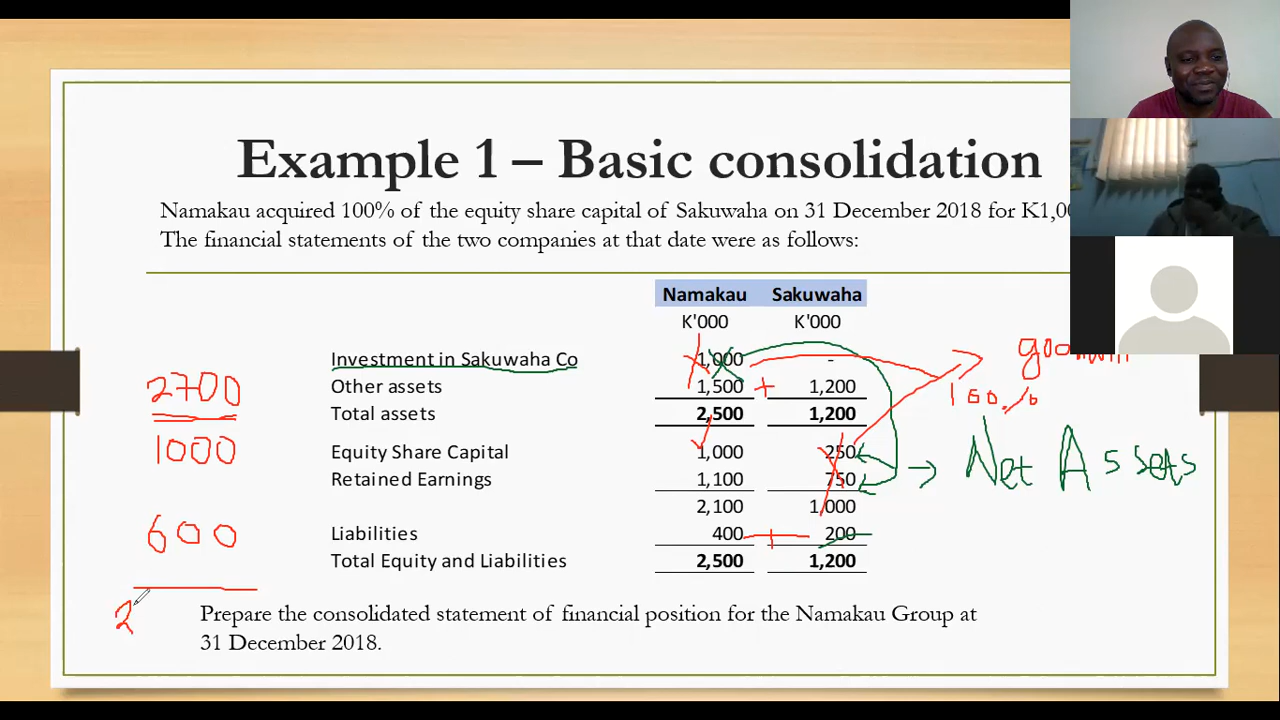 Example 1 – Basic consolidation
Namakau acquired 100% of the equity share capital of Sakuwaha on 31 December 2018 for
The financial statements of the two companies at that date were as follows:
Namakau Sakuwaha
K'000 K'000
Investment in Sakuwaha Co 1,000 -
Other assets 1,500 + 1,200
Total assets 2,500 1,200
Equity Share Capital 1,000 250
Retained Earnings 1,100 750
2,100 1,000
Liabilities 400 + 200
Total Equity and Liabilities 2,500 1,200
2700
1000
600
2
100%
Net Assets
Prepare the consolidated statement of financial position for the Namakau Group at
31 December 2018.